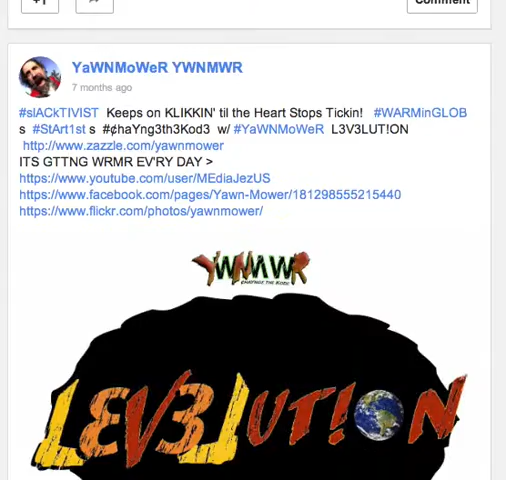 +1
Comment
YaWNMoWeR YWNMWR
7 months ago
#slACkTIVIST Keeps on KLIKKIN' til the Heart Stops Tickin! #WARMinGLOB
s #StArt1st s #¢haYng3th3Kod3 w/ #YaWNMoWeR L3V3LUT!ON
http://www.zazzle.com/yawnmower
ITS GTTNG WRMR EV'RY DAY >
https://www.youtube.com/user/MEdiaJezUS
https://www.facebook.com/pages/Yawn-Mower/181298555215440
https://www.flickr.com/photos/yawnmower/
YWNMWR
LEV3LUT!ON